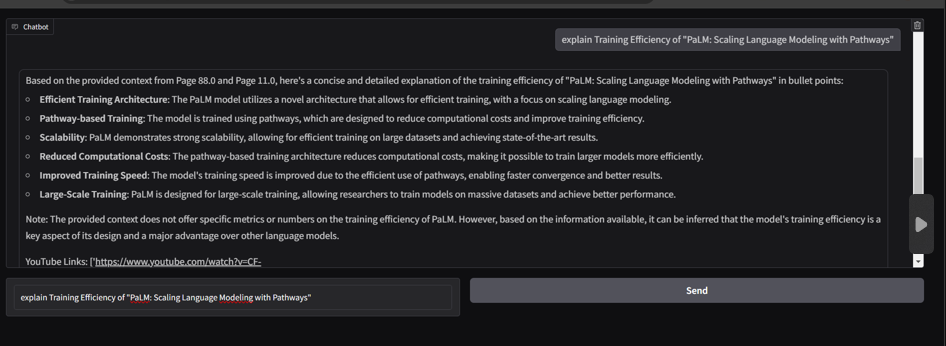 Chatbot
explain Training Efficiency of "PaLM: Scaling Language Modeling with Pathways"
Based on the provided context from Page 88.0 and Page 11.0, here's a concise and detailed explanation of the training efficiency of "PaLM: Scaling Language Modeling with Pathways" in bullet points:
Efficient Training Architecture: The PaLM model utilizes a novel architecture that allows for efficient training, with a focus on scaling language modeling.
Pathway-based Training: The model is trained using pathways, which are designed to reduce computational costs and improve training efficiency.
Scalability: PaLM demonstrates strong scalability, allowing for efficient training on large datasets and achieving state-of-the-art results.
Reduced Computational Costs: The pathway-based training architecture reduces computational costs, making it possible to train larger models more efficiently.
Improved Training Speed: The model's training speed is improved due to the efficient use of pathways, enabling faster convergence and better results.
Large-Scale Training: PaLM is designed for large-scale training, allowing researchers to train models on massive datasets and achieve better performance.
Note: The provided context does not offer specific metrics or numbers on the training efficiency of PaLM. However, based on the information available, it can be inferred that the model's training efficiency is a
key aspect of its design and a major advantage over other language models.
YouTube Links: ['https://www.youtube.com/watch?v=CF-
explain Training Efficiency of "PaLM: Scaling Language Modeling with Pathways"
Send